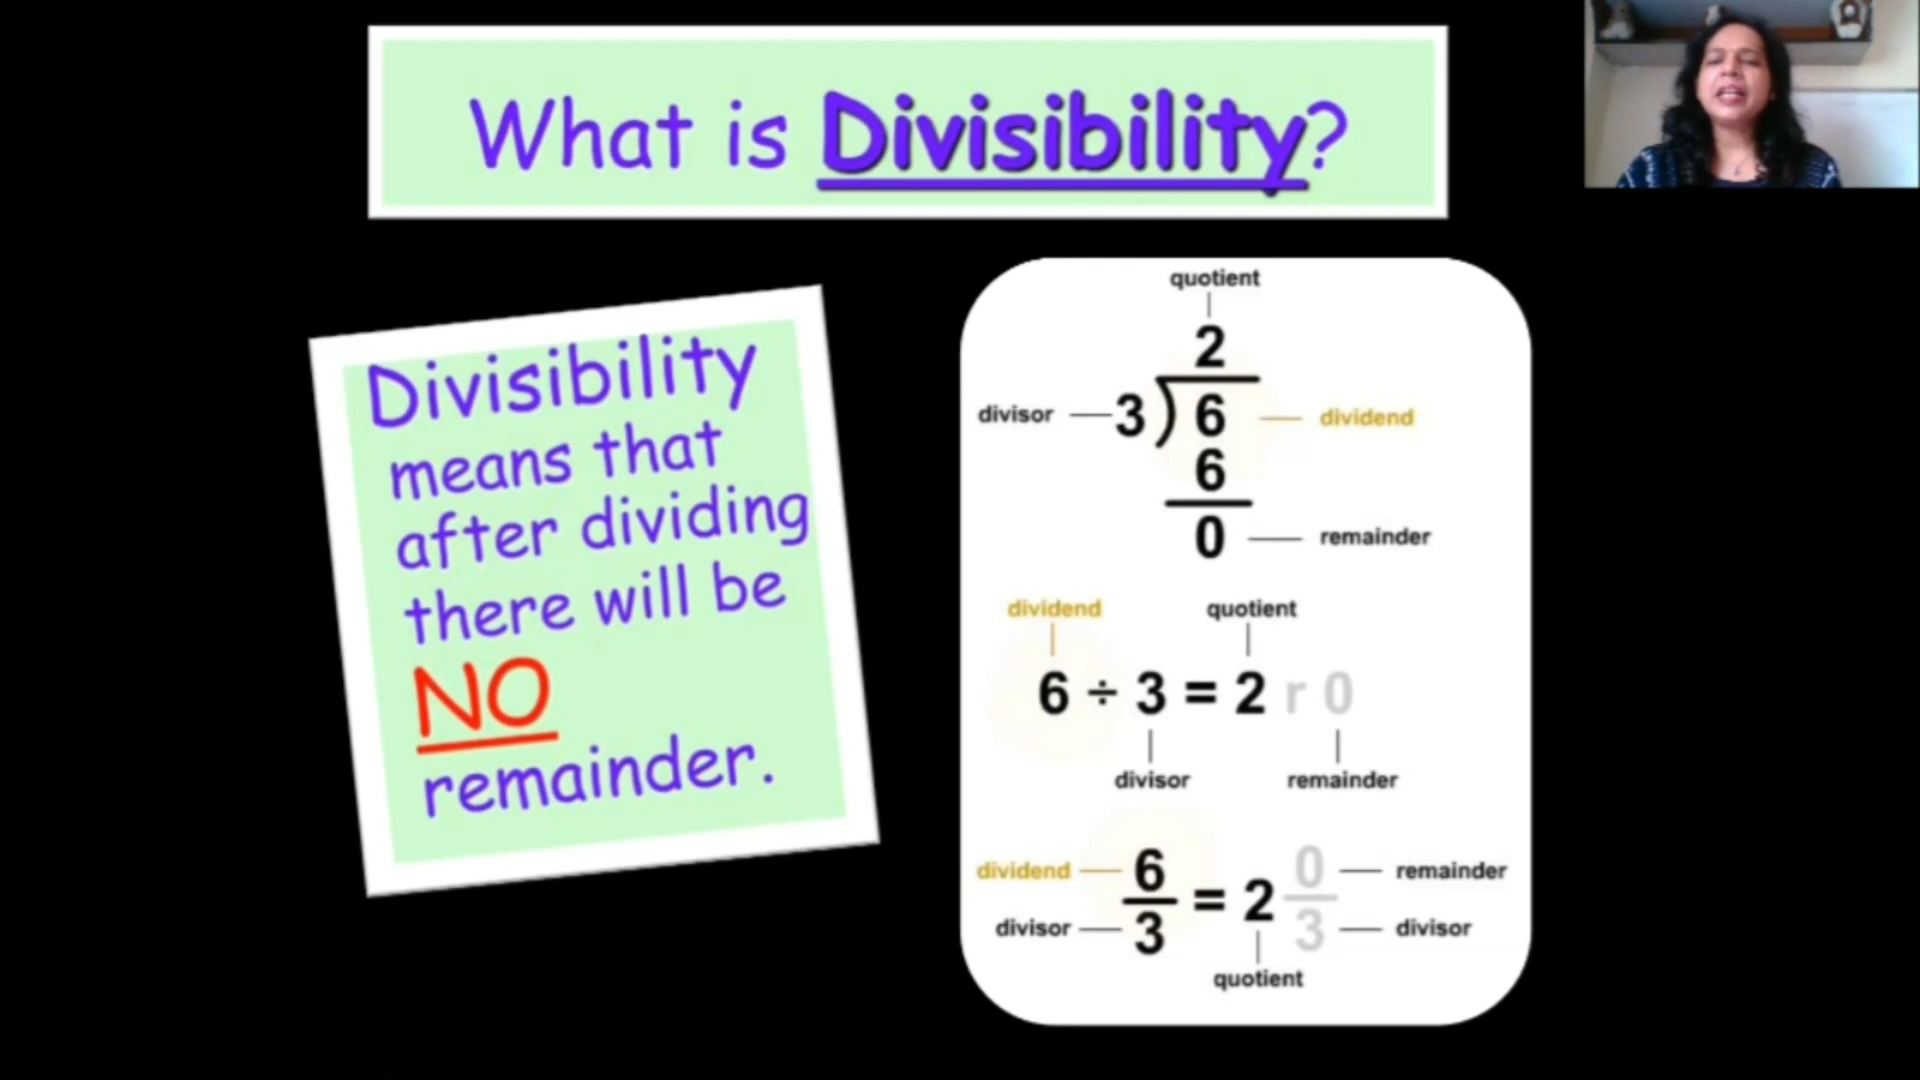 What is Divisibility?
Divisibility
means that
after dividing
there will be
NO
remainder.
quotient
2
divisor 3 ) 6 dividend
6
0 remainder
dividend quotient
6 ÷ 3 = 2 r 0
divisor remainder
dividend 6 = 2 0 remainder
divisor 3 3 divisor
quotient